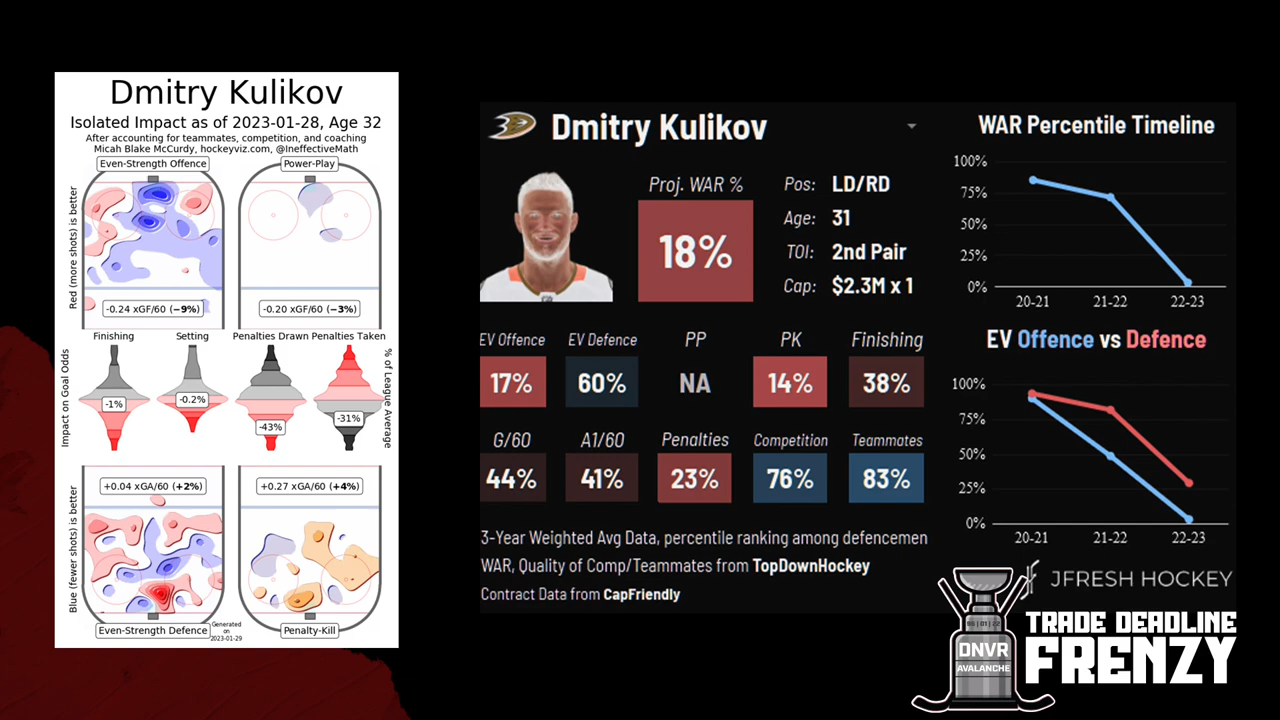 Dmitry Kulikov
Isolated Impact as of 2023-01-28, Age 32
After accounting for teammates, competition, and coaching
Micah Blake McCurdy, hockeyviz.com, @IneffectiveMath
Even-Strength Offence
Power-Play
Red (more shots) is better
-0.24 xGF/60 (−9%)
-0.20 xGF/60 (−3%)
Finishing
Setting
Penalties Drawn
Penalties Taken
Impact on Goal Odds
% of League Average
-1%
-0.2%
-43%
-31%
+0.04 xGA/60 (+2%)
+0.27 xGA/60 (+4%)
Blue (fewer shots) is better
Even-Strength Defence
Generated
on
2023-01-29
Penalty-Kill
Dmitry Kulikov
Proj. WAR %
18%
Pos: LD/RD
Age: 31
TOI: 2nd Pair
Cap: $2.3M x 1
EV Offence
EV Defence
PP
PK
Finishing
17%
60%
NA
14%
38%
G/60
A1/60
Penalties
Competition
Teammates
44%
41%
23%
76%
83%
3-Year Weighted Avg Data, percentile ranking among defencemen
WAR, Quality of Comp/Teammates from TopDownHockey
Contract Data from CapFriendly
WAR Percentile Timeline
100%
75%
50%
25%
0%
20-21
21-22
22-23
EV Offence vs Defence
100%
75%
50%
25%
0%
20-21
21-22
22-23
JFRESH HOCKEY
DNVR
AVALANCHE
TRADE DEADLINE
FRENZY